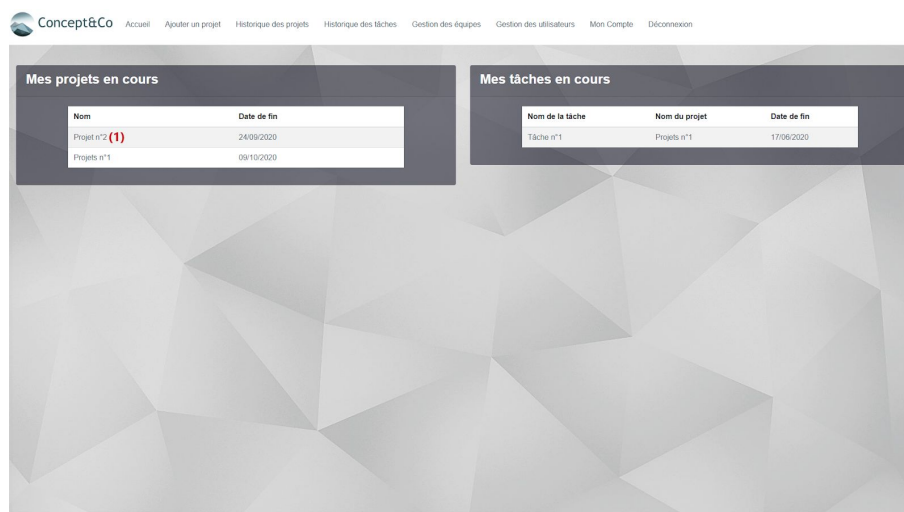 Concept&Co Accueil Ajouter un projet Historique des projets Historique des tâches Gestion des équipes Gestion des utilisateurs Mon Compte Déconnexion
Mes projets en cours
Nom Date de fin
Projet n°2 (1) 24/09/2020
Projets n°1 09/10/2020
Mes tâches en cours
Nom de la tâche Nom du projet Date de fin
Tâche n°1 Projets n°1 17/06/2020